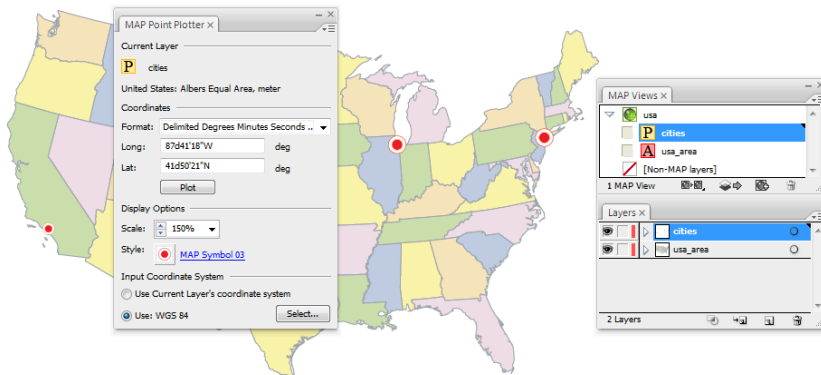 MAP Point Plotter ×
Current Layer
P cities
United States: Albers Equal Area, meter
Coordinates
Format: Delimited Degrees Minutes Seconds ..
Long: 87d41'18"W deg
Lat: 41d50'21"N deg
Plot
Display Options
Scale: 150%
Style: MAP Symbol 03
Input Coordinate System
Use Current Layer's coordinate system
Use: WGS 84 Select...
MAP Views ×
usa
P cities
A usa_area
[Non-MAP layers]
1 MAP View
Layers ×
cities
usa_area
2 Layers